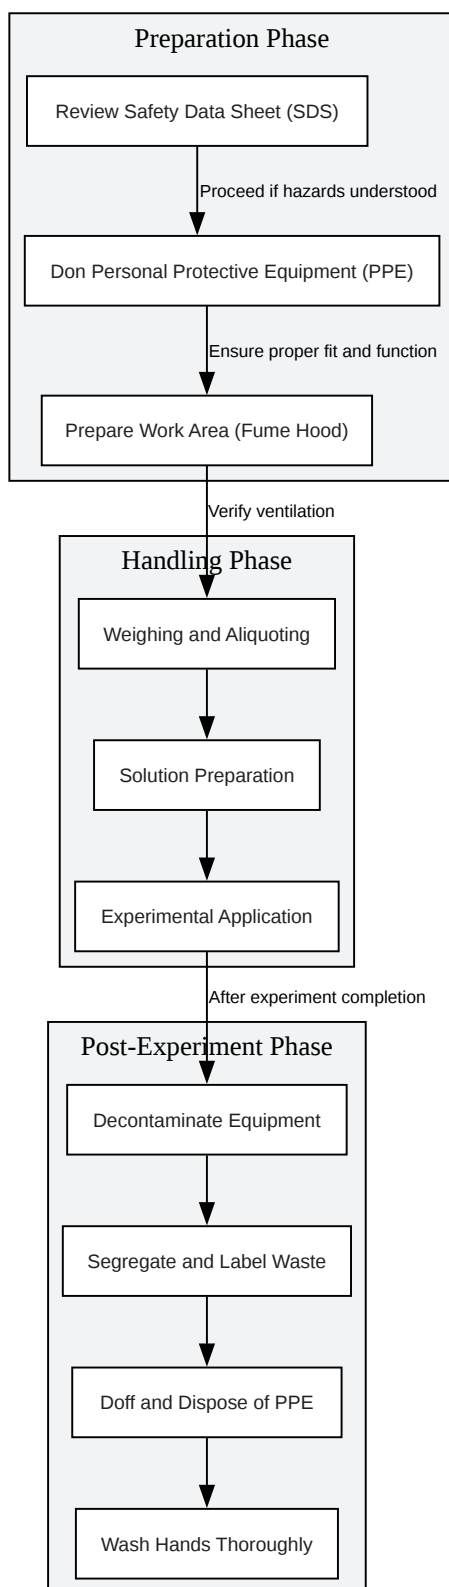 Preparation Phase
Review Safety Data Sheet (SDS)
Proceed if hazards understood
Don Personal Protective Equipment (PPE)
Ensure proper fit and function
Prepare Work Area (Fume Hood)
Verify ventilation
Handling Phase
Weighing and Aliquoting
Solution Preparation
Experimental Application
After experiment completion
Post-Experiment Phase
Decontaminate Equipment
Segregate and Label Waste
Doff and Dispose of PPE
Wash Hands Thoroughly